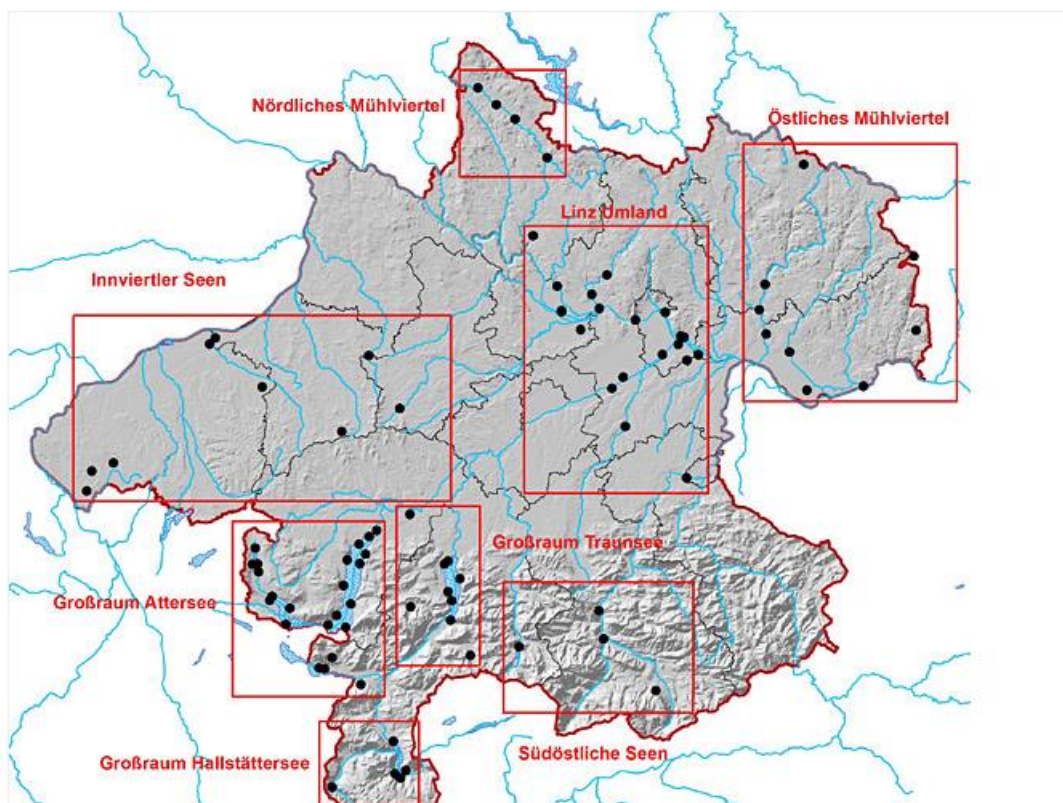 Nördliches Mühlviertel
Östliches Mühlviertel
Linz Umland
Innviertler Seen
Großraum Traunsee
Großraum Attersee
Südöstliche Seen
Großraum Hallstättersee